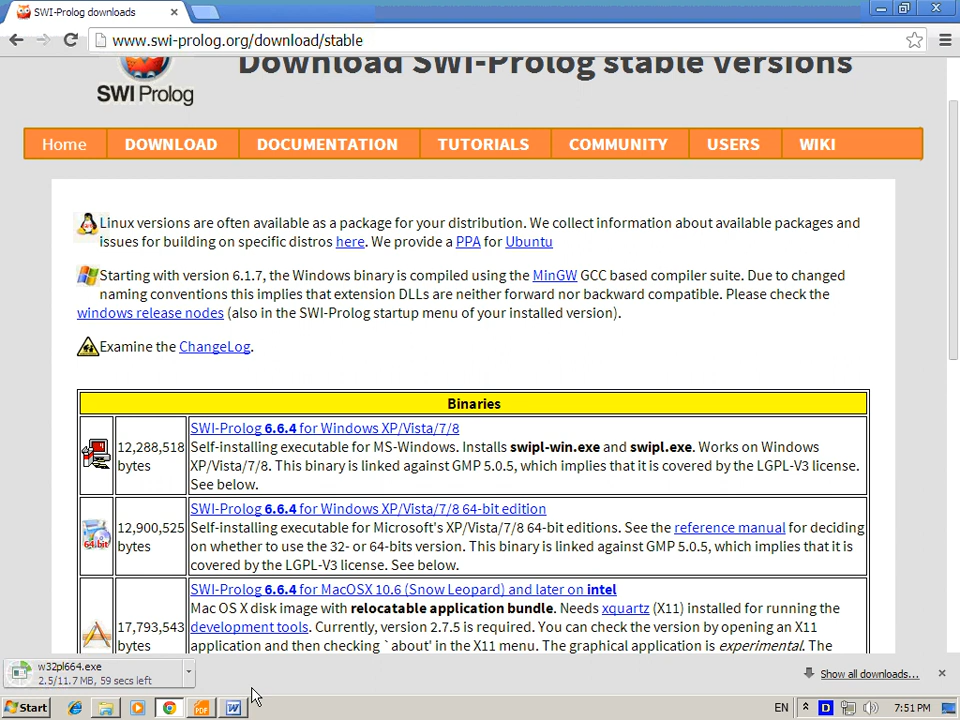 SWI-Prolog downloads
www.swi-prolog.org/download/stable
Download SWI-Prolog stable versions
SWI Prolog
Home DOWNLOAD DOCUMENTATION TUTORIALS COMMUNITY USERS WIKI
Linux versions are often available as a package for your distribution. We collect information about available packages and
issues for building on specific distros here. We provide a PPA for Ubuntu
Starting with version 6.1.7, the Windows binary is compiled using the MinGW GCC based compiler suite. Due to changed
naming conventions this implies that extension DLLs are neither forward nor backward compatible. Please check the
windows release nodes (also in the SWI-Prolog startup menu of your installed version).
Examine the ChangeLog.
Binaries
12,288,518
bytes
SWI-Prolog 6.6.4 for Windows XP/Vista/7/8
Self-installing executable for MS-Windows. Installs swipl-win.exe and swipl.exe. Works on Windows
XP/Vista/7/8. This binary is linked against GMP 5.0.5, which implies that it is covered by the LGPL-V3 license.
See below.
64bit
12,900,525
bytes
SWI-Prolog 6.6.4 for Windows XP/Vista/7/8 64-bit edition
Self-installing executable for Microsoft's XP/Vista/7/8 64-bit editions. See the reference manual for deciding
on whether to use the 32- or 64-bits version. This binary is linked against GMP 5.0.5, which implies that it is
covered by the LGPL-V3 license. See below.
17,793,543
SWI-Prolog 6.6.4 for MacOSX 10.6 (Snow Leopard) and later on intel
Mac OS X disk image with relocatable application bundle. Needs xquartz (X11) installed for running the
development tools. Currently, version 2.7.5 is required. You can check the version by opening an X11
application and then checking `about' in the X11 menu. The graphical application is experimental. The
w32pl664.exe
2.5/11.7 MB, 59 secs left
Show all downloads...
Start
PDF
W
EN
D
7:51 PM